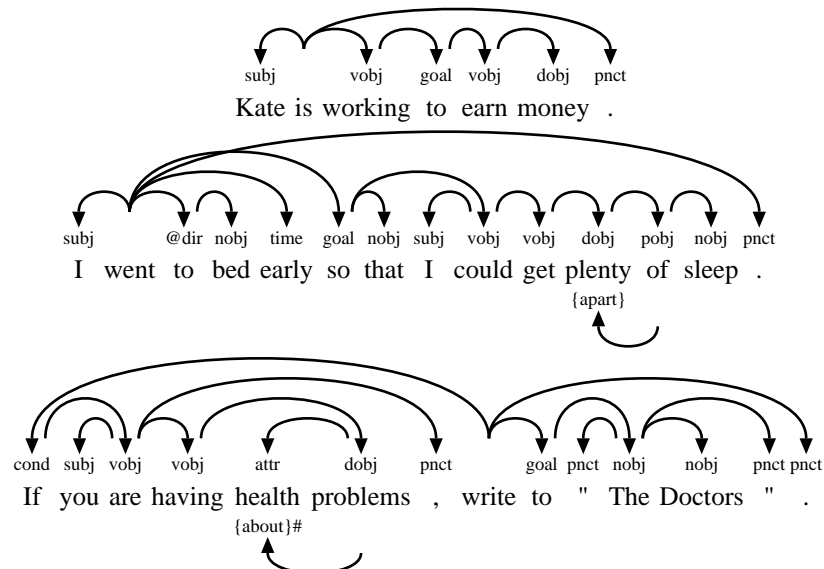 subj vobj goal vobj dobj pnct
Kate is working to earn money .
subj @dir nobj time goal nobj subj vobj vobj dobj pobj nobj pnct
I went to bed early so that I could get plenty of sleep .
{apart}
cond subj vobj vobj attr dobj pnct goal pnct nobj nobj pnct pnct
If you are having health problems , write to " The Doctors " .
{about}#